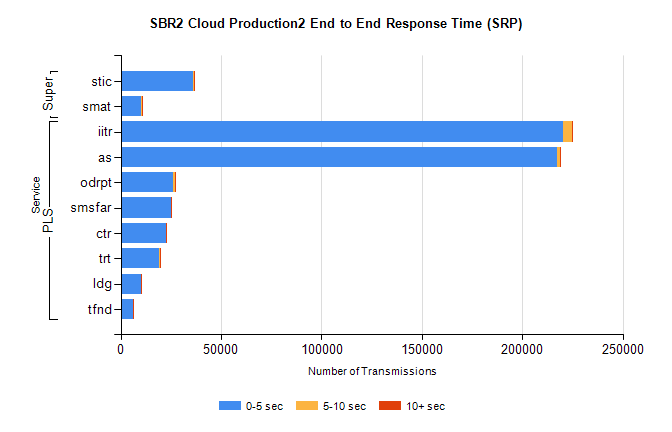 SBR2 Cloud Production2 End to End Response Time (SRP)
Service
Super
PLS
stic
smat
iitr
as
odrpt
smsfar
ctr
trt
ldg
tfnd
0 50000 100000 150000 200000 250000
Number of Transmissions
0-5 sec 5-10 sec 10+ sec